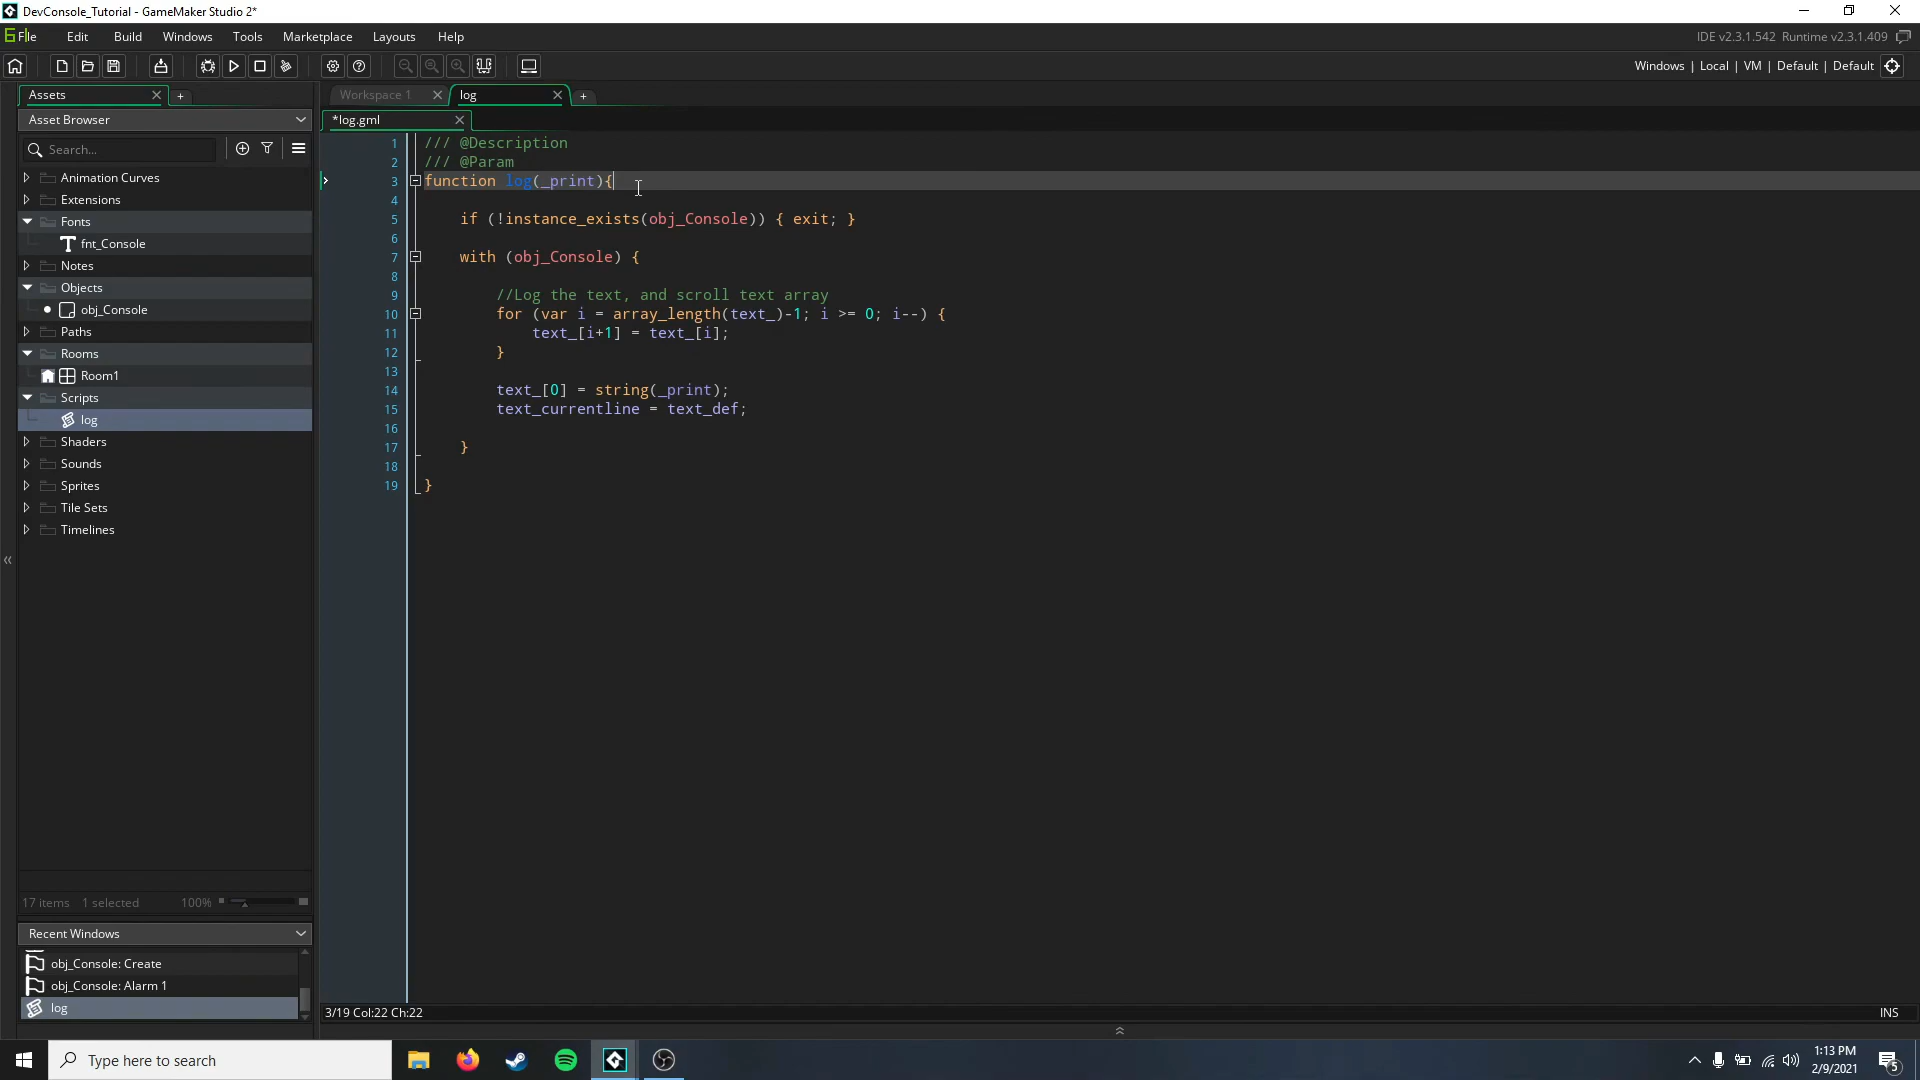 DevConsole_Tutorial - GameMaker Studio 2*
File Edit Build Windows Tools Marketplace Layouts Help
IDE v2.3.1.542 Runtime v2.3.1.409
Windows | Local | VM | Default | Default
Assets
Workspace 1
log
Asset Browser
*log.gml
Search...
Animation Curves
Extensions
Fonts
fnt_Console
Notes
Objects
obj_Console
Paths
Rooms
Room1
Scripts
log
Shaders
Sounds
Sprites
Tile Sets
Timelines
1 /// @Description
2 /// @Param
3 function log(_print){
4
5 if (!instance_exists(obj_Console)) { exit; }
6
7 with (obj_Console) {
8
9 //Log the text, and scroll text array
10 for (var i = array_length(text_)-1; i >= 0; i--) {
11 text_[i+1] = text_[i];
12 }
13
14 text_[0] = string(_print);
15 text_currentline = text_def;
16
17 }
18
19 }
17 items 1 selected 100%
Recent Windows
obj_Console: Create
obj_Console: Alarm 1
log
3/19 Col:22 Ch:22
INS
Type here to search
1:13 PM
2/9/2021
5